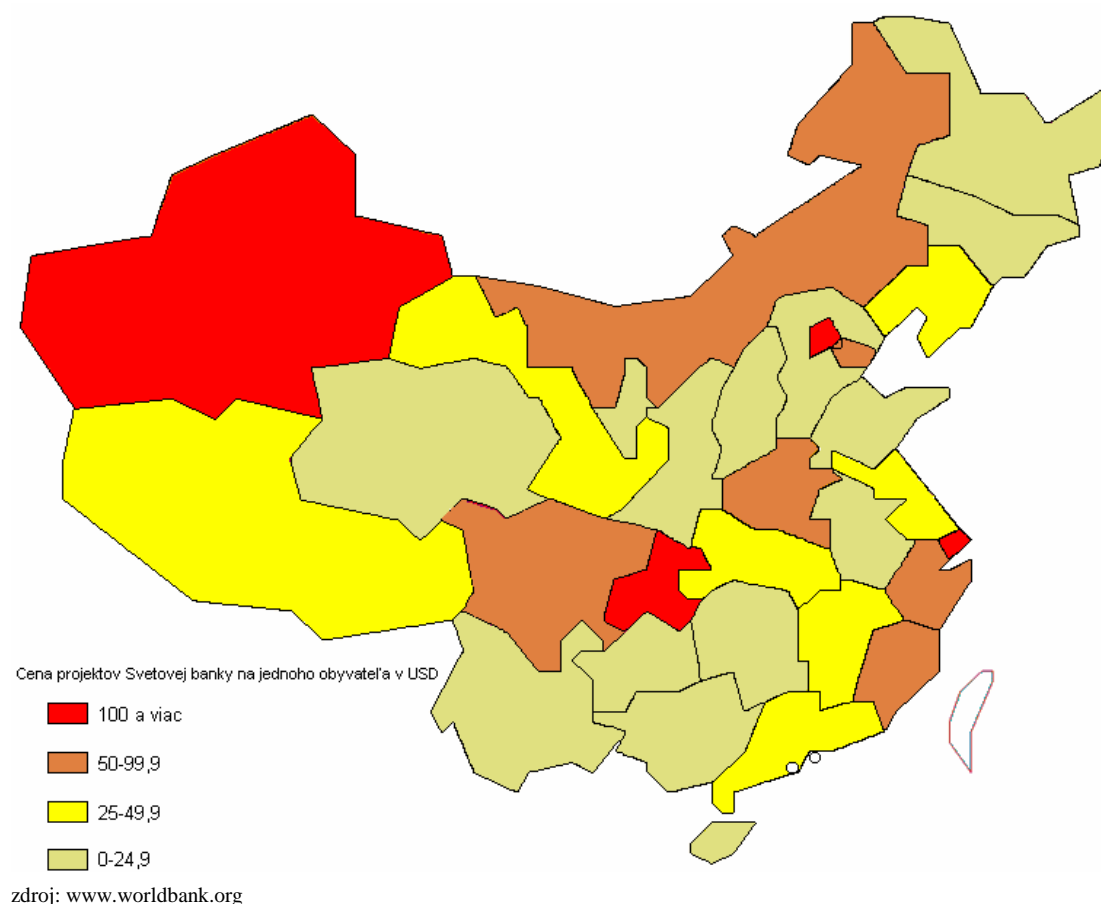 Cena projektov Svetovej banky na jedného obyvateľa v USD
100 a viac
50-99,9
25-49,9
0-24,9
zdroj: www.worldbank.org